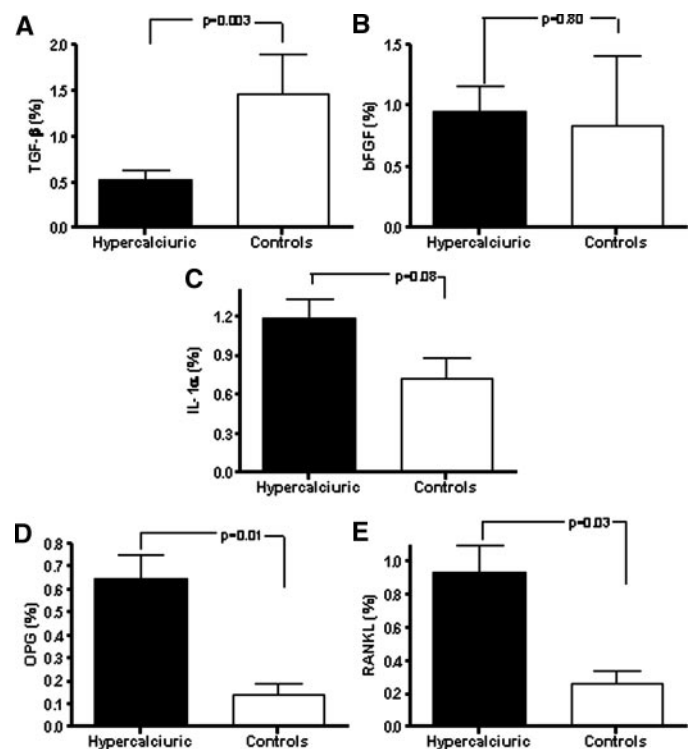 A
p=0.003
TGF-β (%)
2.0
1.5
1.0
0.5
0.0
Hypercalciuric Controls
B
p=0.80
bFGF (%)
1.5
1.0
0.5
0.0
Hypercalciuric Controls
C
p=0.08
IL-1α (%)
1.2
0.9
0.6
0.3
0.0
Hypercalciuric Controls
D
p=0.01
OPG (%)
0.8
0.7
0.6
0.5
0.4
0.3
0.2
0.1
0.0
Hypercalciuric Controls
E
p=0.03
RANKL (%)
1.0
0.8
0.6
0.4
0.2
0.0
Hypercalciuric Controls